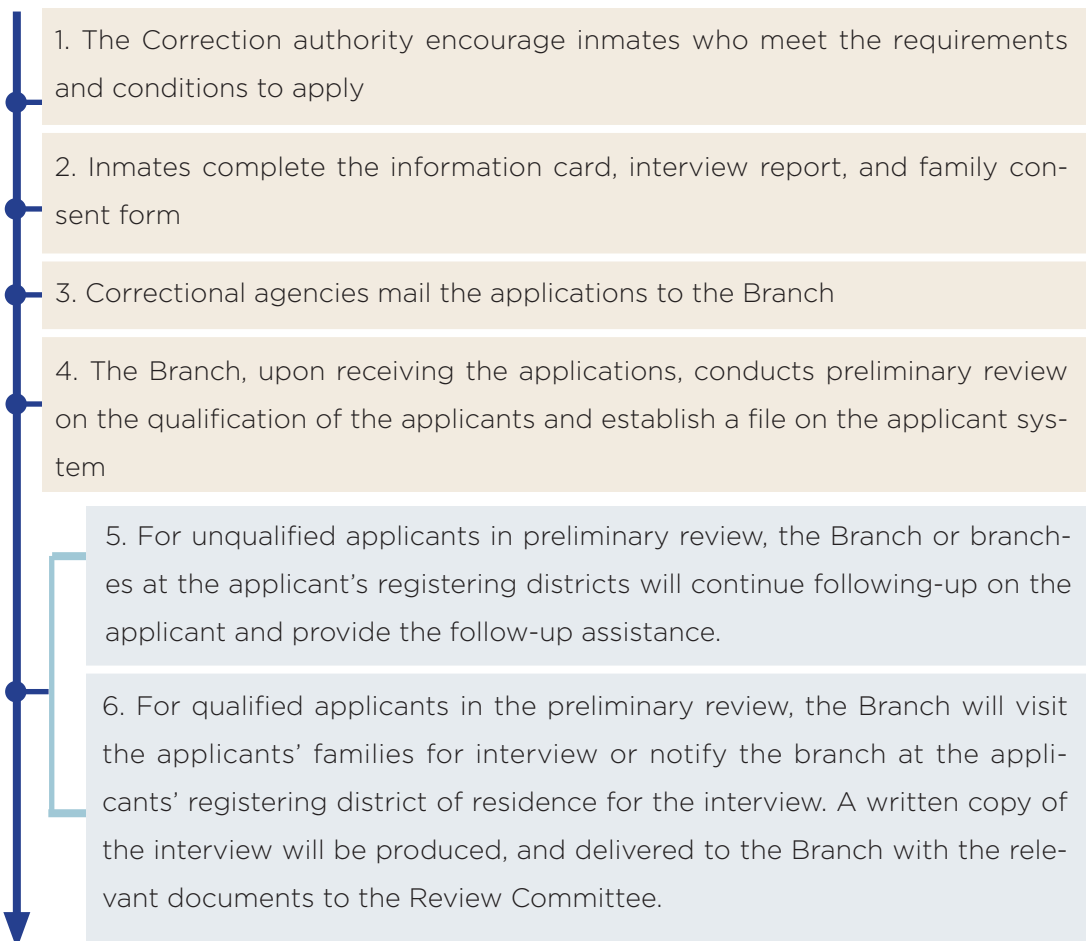 1. The Correction authority encourage inmates who meet the requirements
and conditions to apply
2. Inmates complete the information card, interview report, and family con-
sent form
3. Correctional agencies mail the applications to the Branch
4. The Branch, upon receiving the applications, conducts preliminary review
on the qualification of the applicants and establish a file on the applicant sys-
tem
5. For unqualified applicants in preliminary review, the Branch or branch-
es at the applicant’s registering districts will continue following-up on the
applicant and provide the follow-up assistance.
6. For qualified applicants in the preliminary review, the Branch will visit
the applicants’ families for interview or notify the branch at the appli-
cants’ registering district of residence for the interview. A written copy of
the interview will be produced, and delivered to the Branch with the rele-
vant documents to the Review Committee.